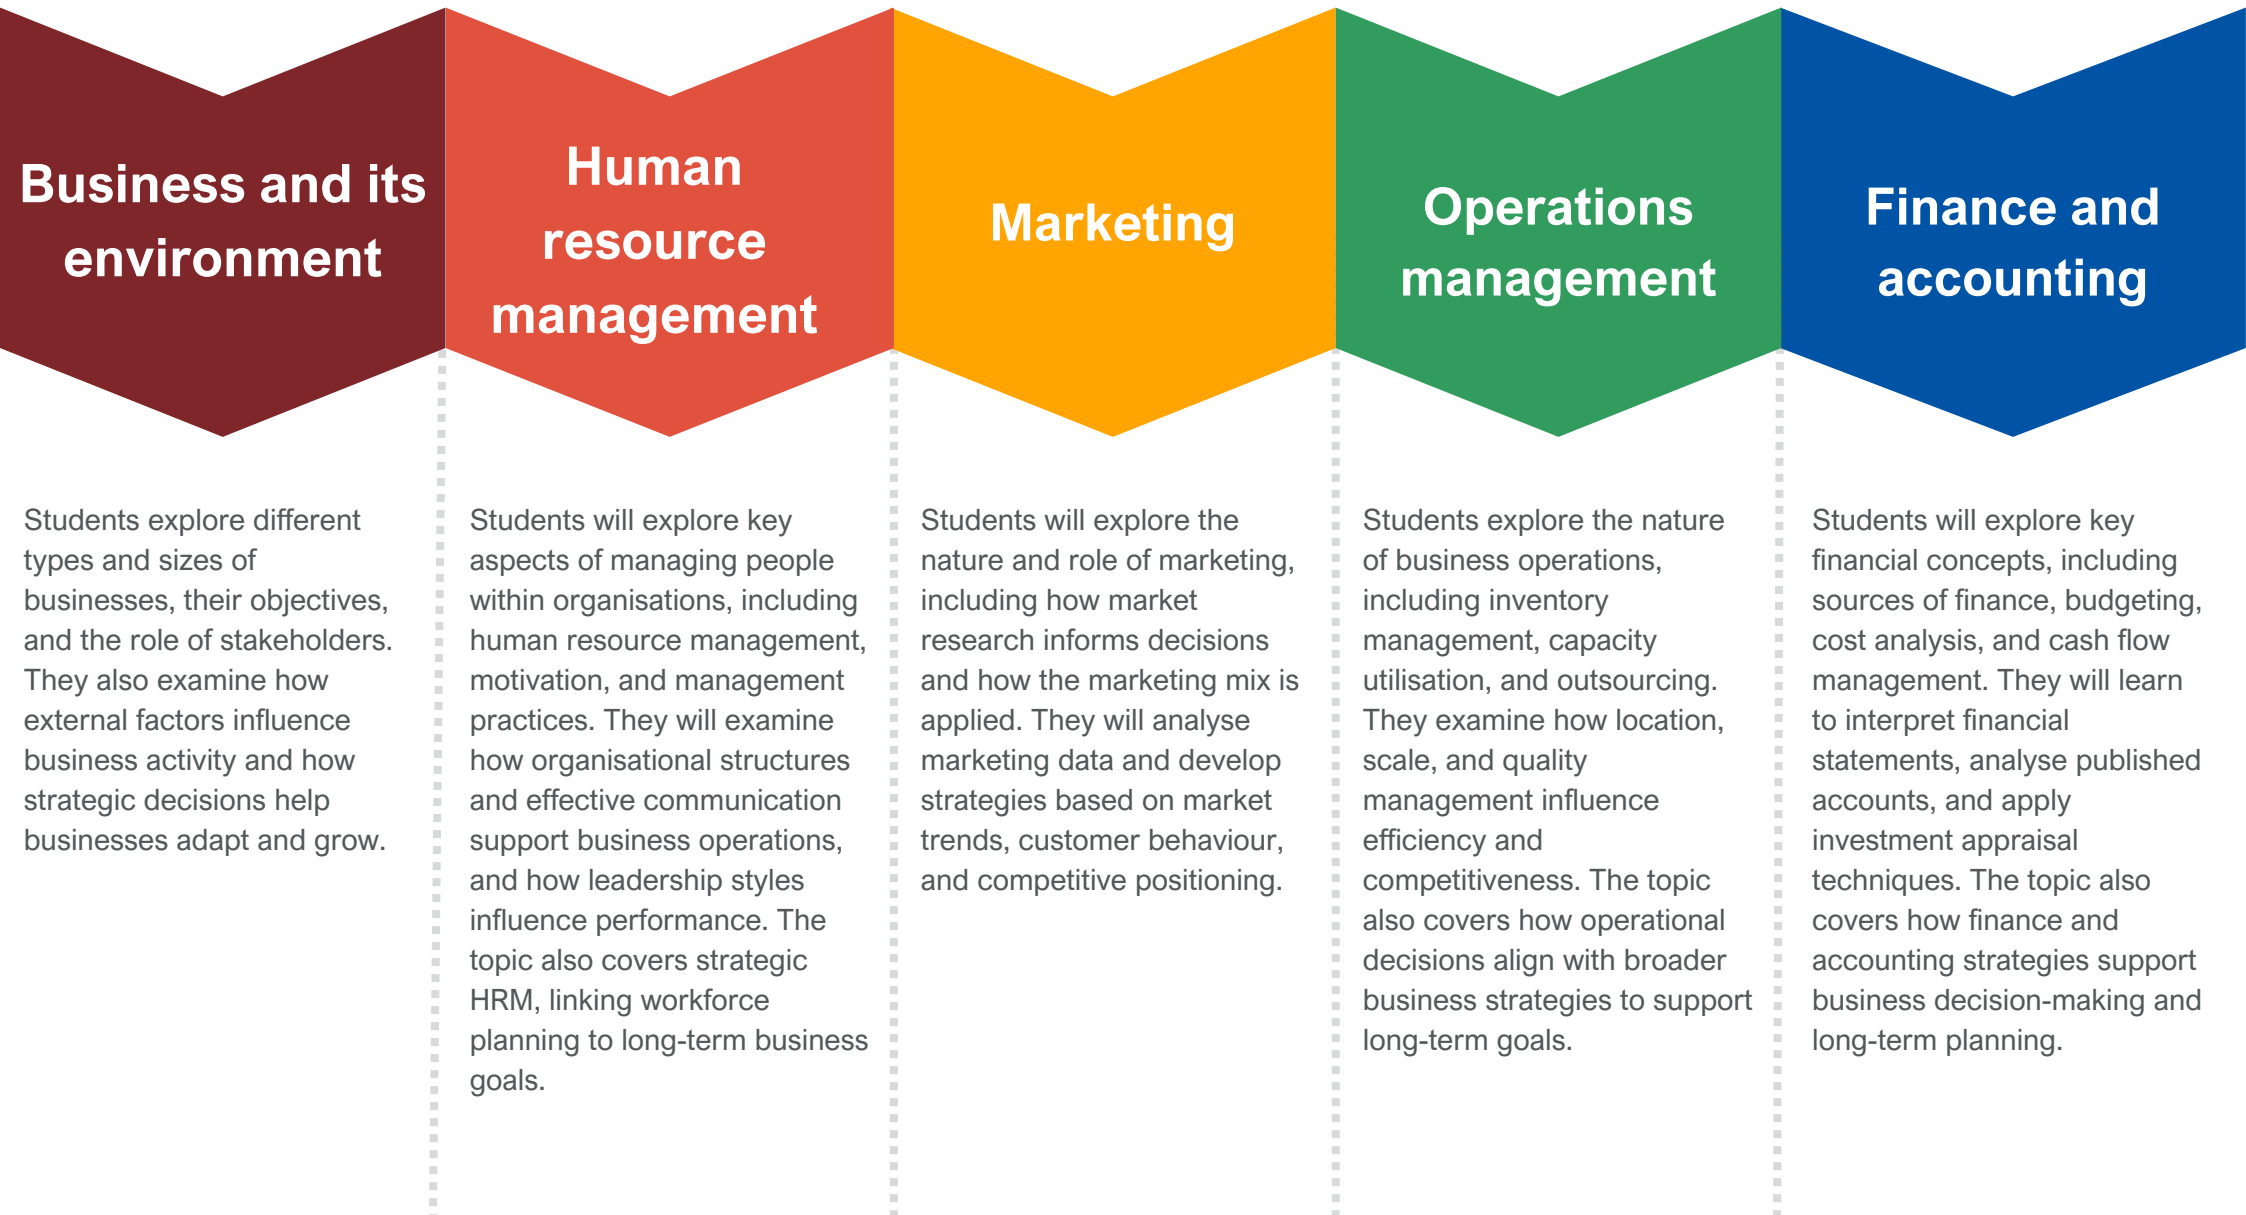 Business and its
environment
Students explore different
types and sizes of
businesses, their objectives,
and the role of stakeholders.
They also examine how
external factors influence
business activity and how
strategic decisions help
businesses adapt and grow.
Human
resource
management
Students will explore key
aspects of managing people
within organisations, including
human resource management,
motivation, and management
practices. They will examine
how organisational structures
and effective communication
support business operations,
and how leadership styles
influence performance. The
topic also covers strategic
HRM, linking workforce
planning to long-term business
goals.
Marketing
Students will explore the
nature and role of marketing,
including how market
research informs decisions
and how the marketing mix is
applied. They will analyse
marketing data and develop
strategies based on market
trends, customer behaviour,
and competitive positioning.
Operations
management
Students explore the nature
of business operations,
including inventory
management, capacity
utilisation, and outsourcing.
They examine how location,
scale, and quality
management influence
efficiency and
competitiveness. The topic
also covers how operational
decisions align with broader
business strategies to support
long-term goals.
Finance and
accounting
Students will explore key
financial concepts, including
sources of finance, budgeting,
cost analysis, and cash flow
management. They will learn
to interpret financial
statements, analyse published
accounts, and apply
investment appraisal
techniques. The topic also
covers how finance and
accounting strategies support
business decision-making and
long-term planning.